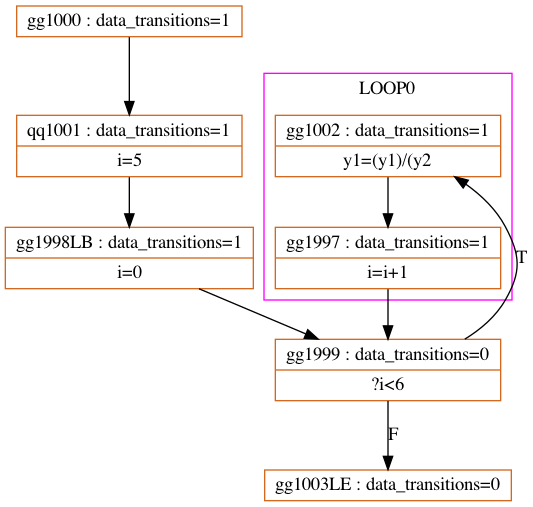 gg1000 : data_transitions=1
qq1001 : data_transitions=1
i=5
gg1998LB : data_transitions=1
i=0
LOOP0
gg1002 : data_transitions=1
y1=(y1)/(y2
gg1997 : data_transitions=1
i=i+1
T
gg1999 : data_transitions=0
?i<6
F
gg1003LE : data_transitions=0